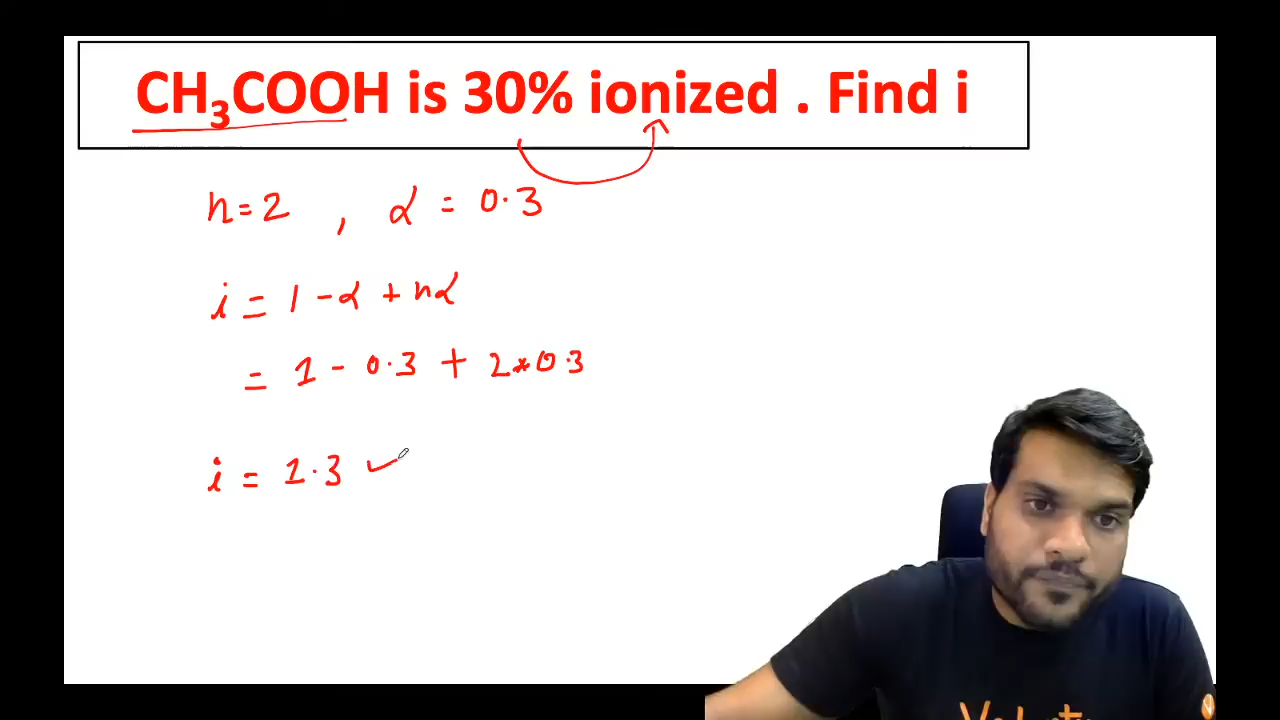 CH₃COOH is 30% ionized . Find i
n=2 , α = 0.3
i = 1 - α + nα
= 1 - 0.3 + 2*0.3
i = 1.3 ✓